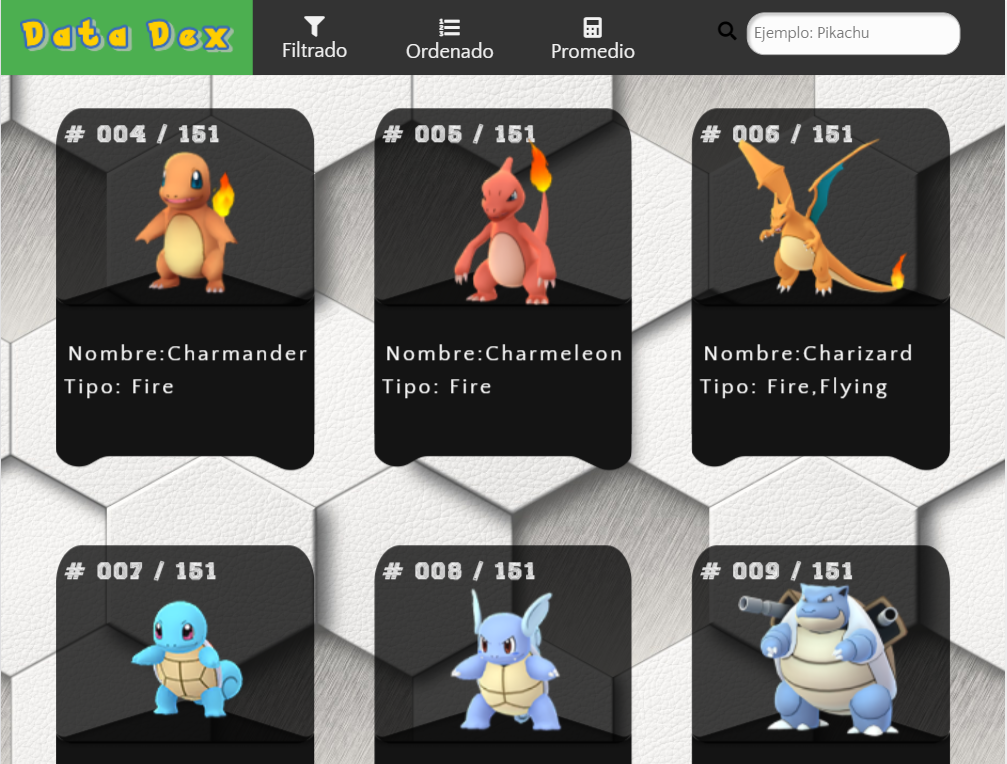 Data Dex
Filtrado
Ordenado
Promedio
Ejemplo: Pikachu
# 004 / 151
# 005 / 151
# 006 / 151
Nombre:Charmander
Tipo: Fire
Nombre:Charmeleon
Tipo: Fire
Nombre:Charizard
Tipo: Fire,Flying
# 007 / 151
# 008 / 151
# 009 / 151